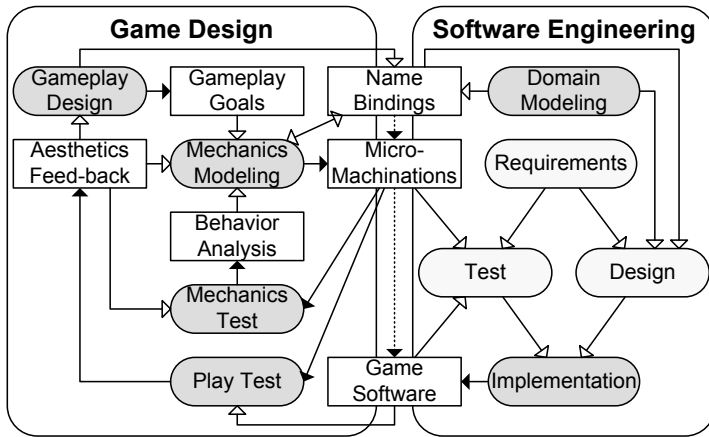 Game Design
Software Engineering
Gameplay
Design
Gameplay
Goals
Name
Bindings
Domain
Modeling
Aesthetics
Feed-back
Mechanics
Modeling
Micro-
Machinations
Requirements
Behavior
Analysis
Test
Design
Mechanics
Test
Play Test
Game
Software
Implementation